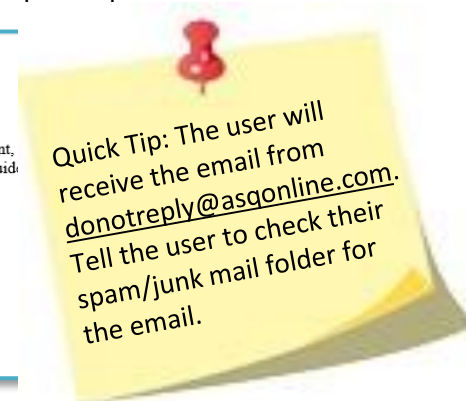 nt,
Quick Tip: The user will
receive the email from
donotreply@asqonline.com.
Tell the user to check their
spam/junk mail folder for
the email.